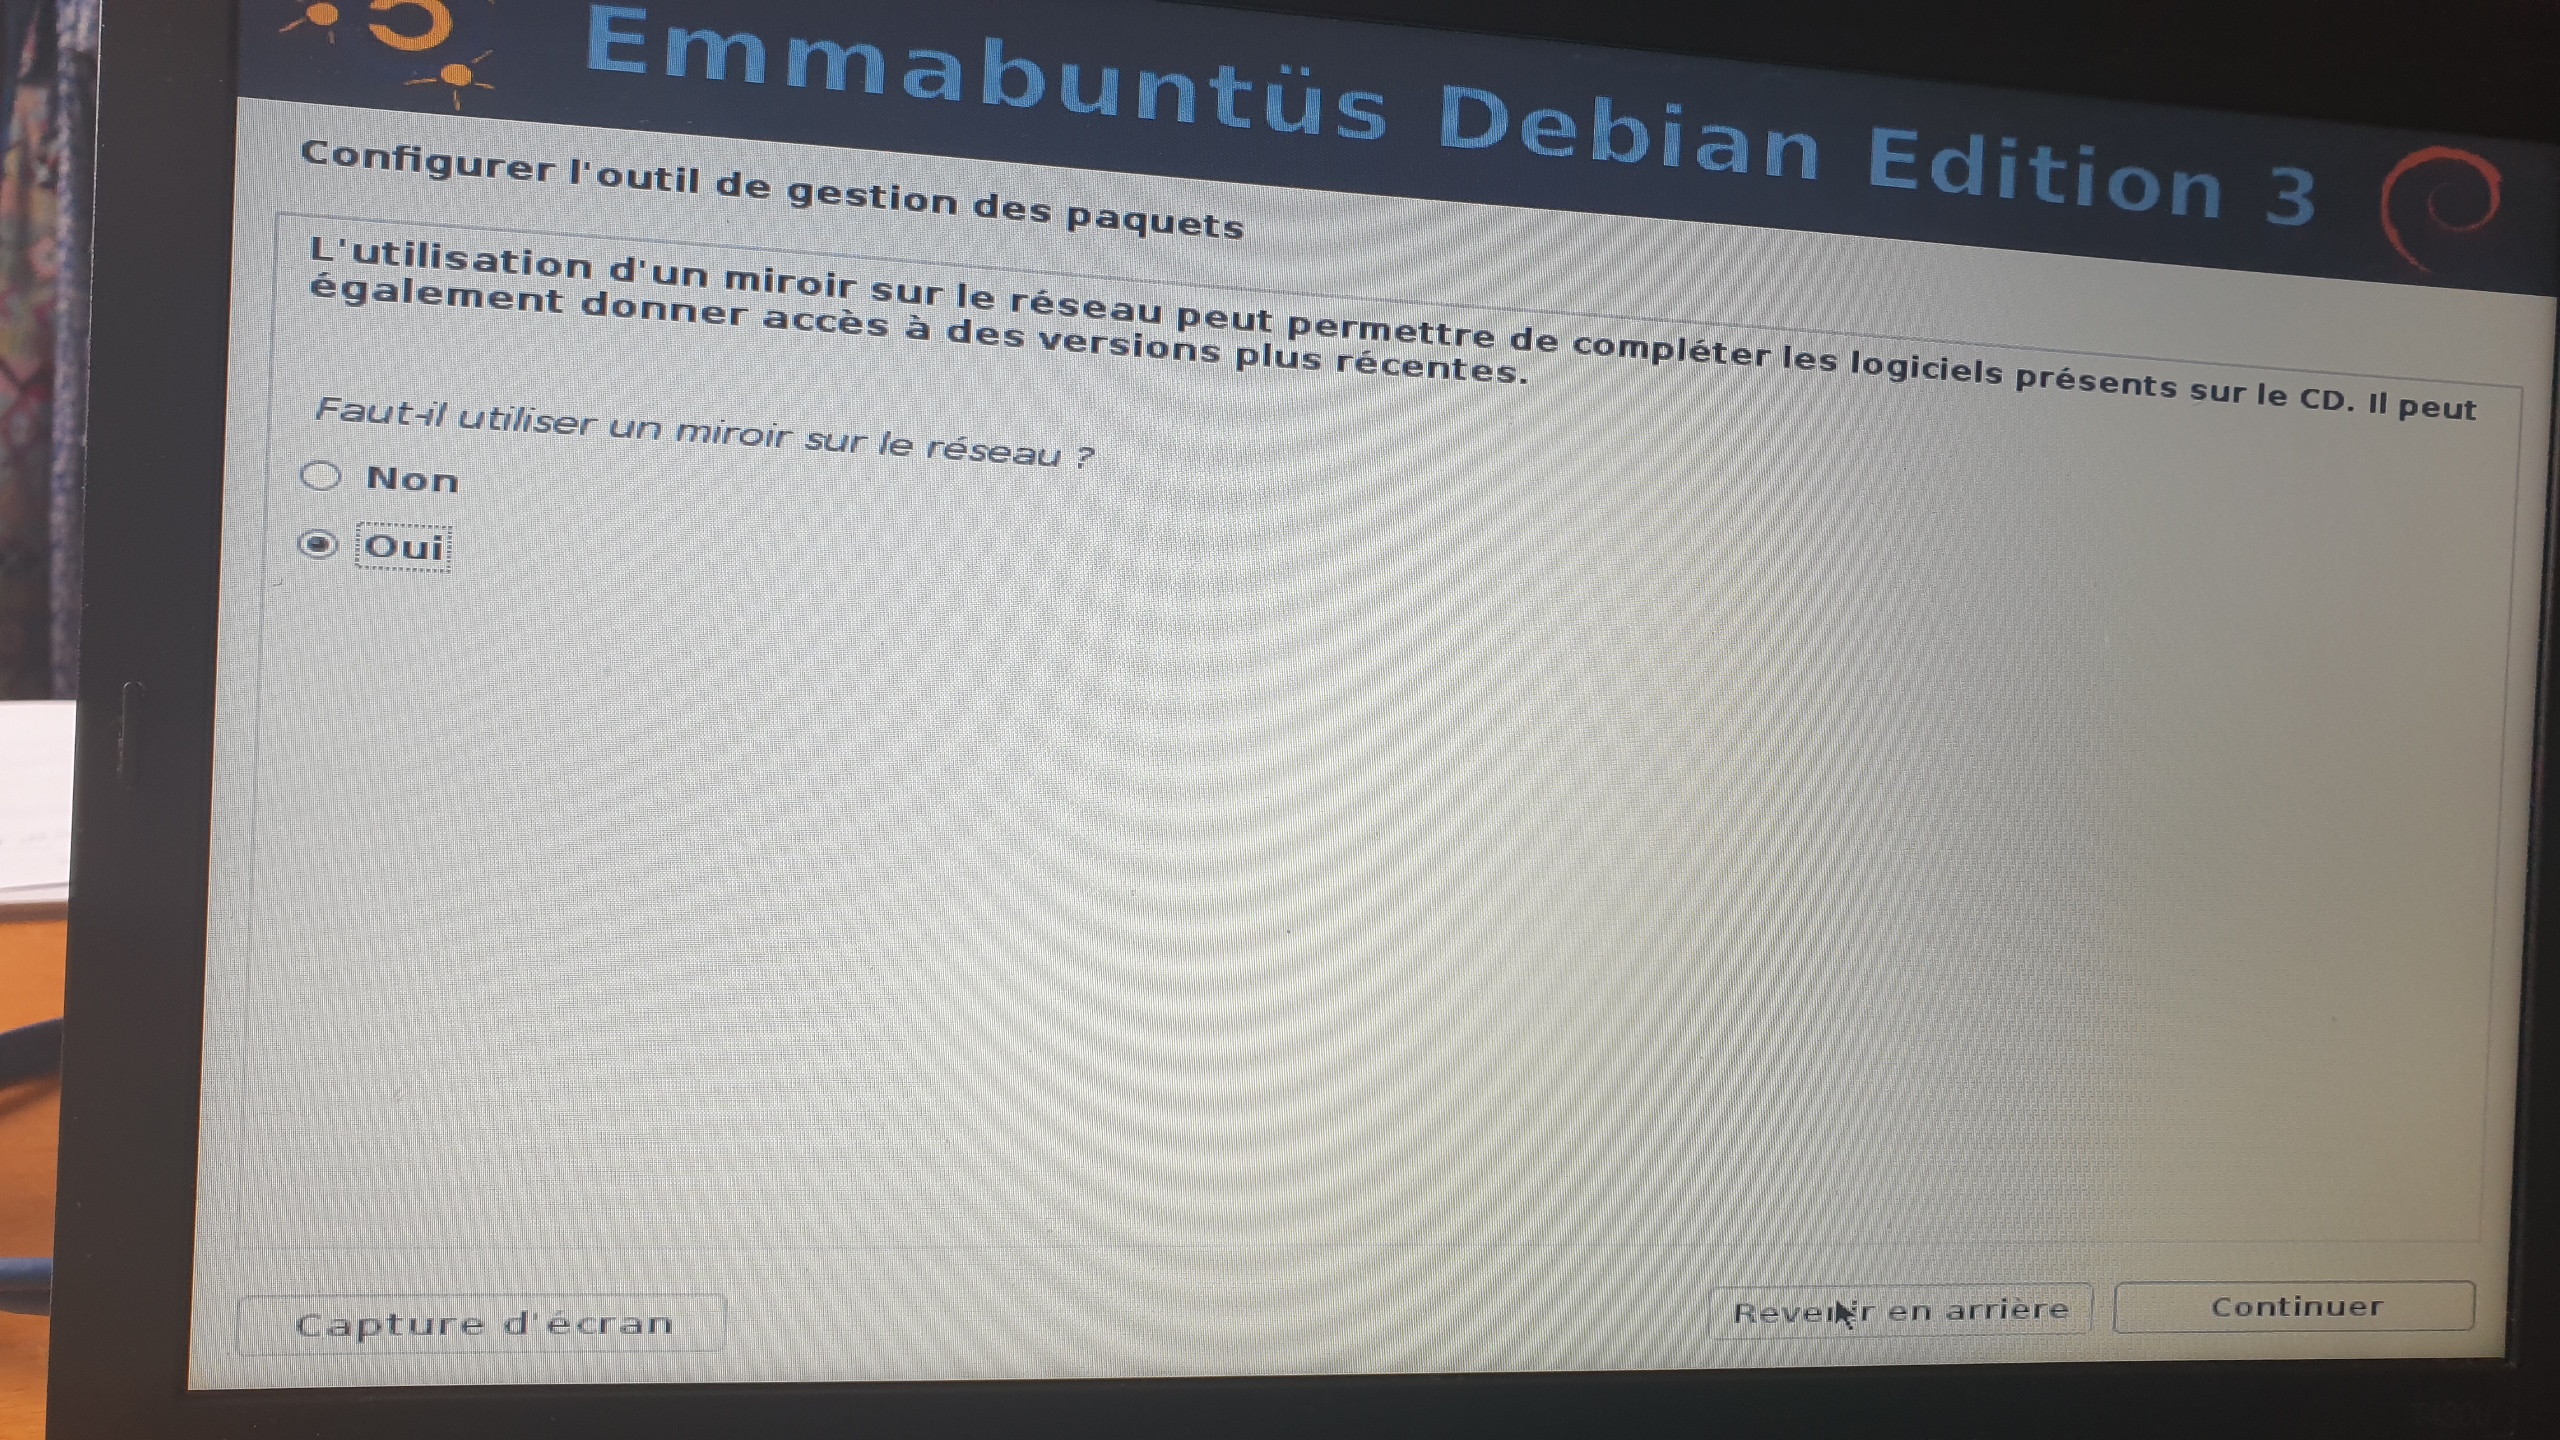 Emmabuntüs Debian Edition 3
Configurer l'outil de gestion des paquets
L'utilisation d'un miroir sur le réseau peut permettre de compléter les logiciels présents sur le CD. Il peut
également donner accès à des versions plus récentes.
Faut-il utiliser un miroir sur le réseau ?
Non
Oui
Capture d'écran
Revenir en arrière
Continuer